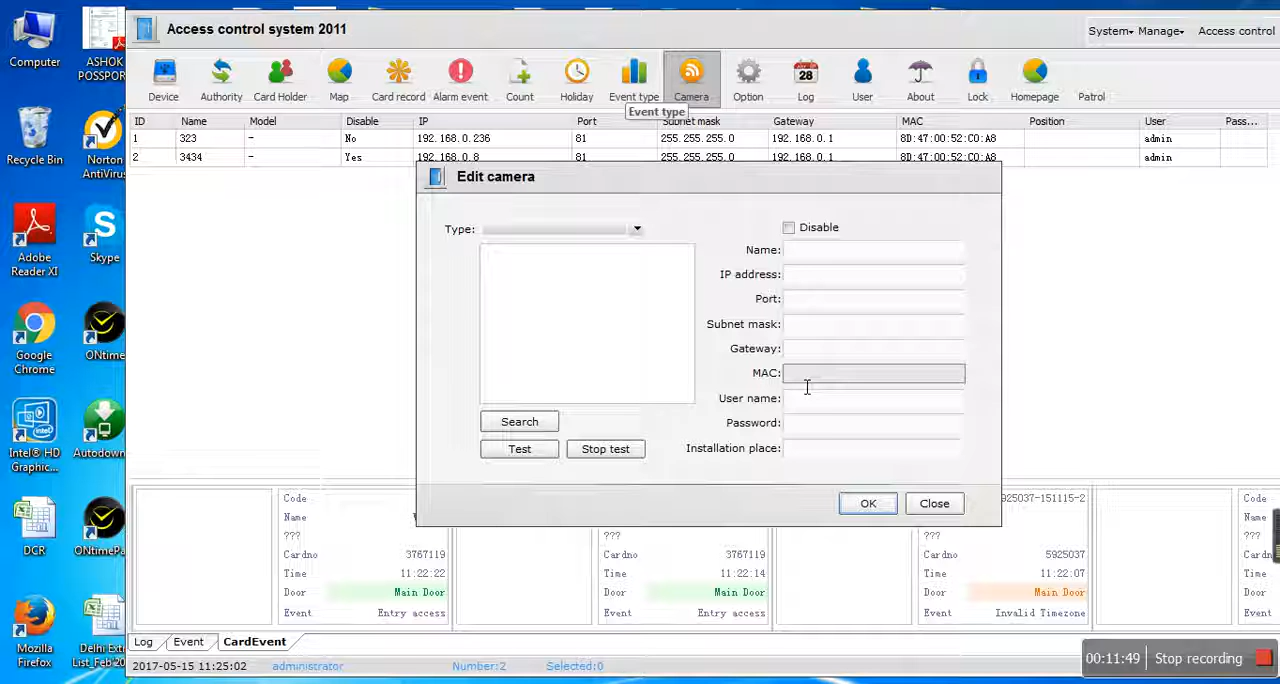 Access control system 2011
System Manage Access control
Device Authority Card Holder Map Card record Alarm event Count Holiday Event type Camera Option Log User About Lock Homepage Patrol
28
Event type
ID Name Model Disable IP Port Subnet mask Gateway MAC Position User Pass...
1 323 - No 192.168.0.236 81 255.255.255.0 192.168.0.1 8D:47:00:52:C0:A8 admin
2 3434 - Yes 192.168.0.8 81 255.255.255.0 192.168.0.1 8D:47:00:52:C0:A8 admin
Edit camera
Type:
Disable
Name:
IP address:
Port:
Subnet mask:
Gateway:
MAC:
User name:
Password:
Installation place:
Search
Test Stop test
OK Close
Computer
ASHOK
POSSPOR
Recycle Bin
Norton
AntiVirus
Adobe
Reader XI
Skype
Google
Chrome
ONtime
Intel® HD
Graphic...
Autodown
DCR
ONtimePa
Mozilla
Firefox
Delhi Ext
List_Feb 20
Code
Name
???
Cardno 3767119
Time 11:22:22
Door Main Door
Event Entry access
???
Cardno 3767119
Time 11:22:14
Door Main Door
Event Entry access
925037-151115-2
???
Cardno 5925037
Time 11:22:07
Door Main Door
Event Invalid Timezone
Code
Name
???
Cardn
Time
Door
Event
Log Event CardEvent
2017-05-15 11:25:02 administrator Number:2 Selected:0
00:11:49 Stop recording